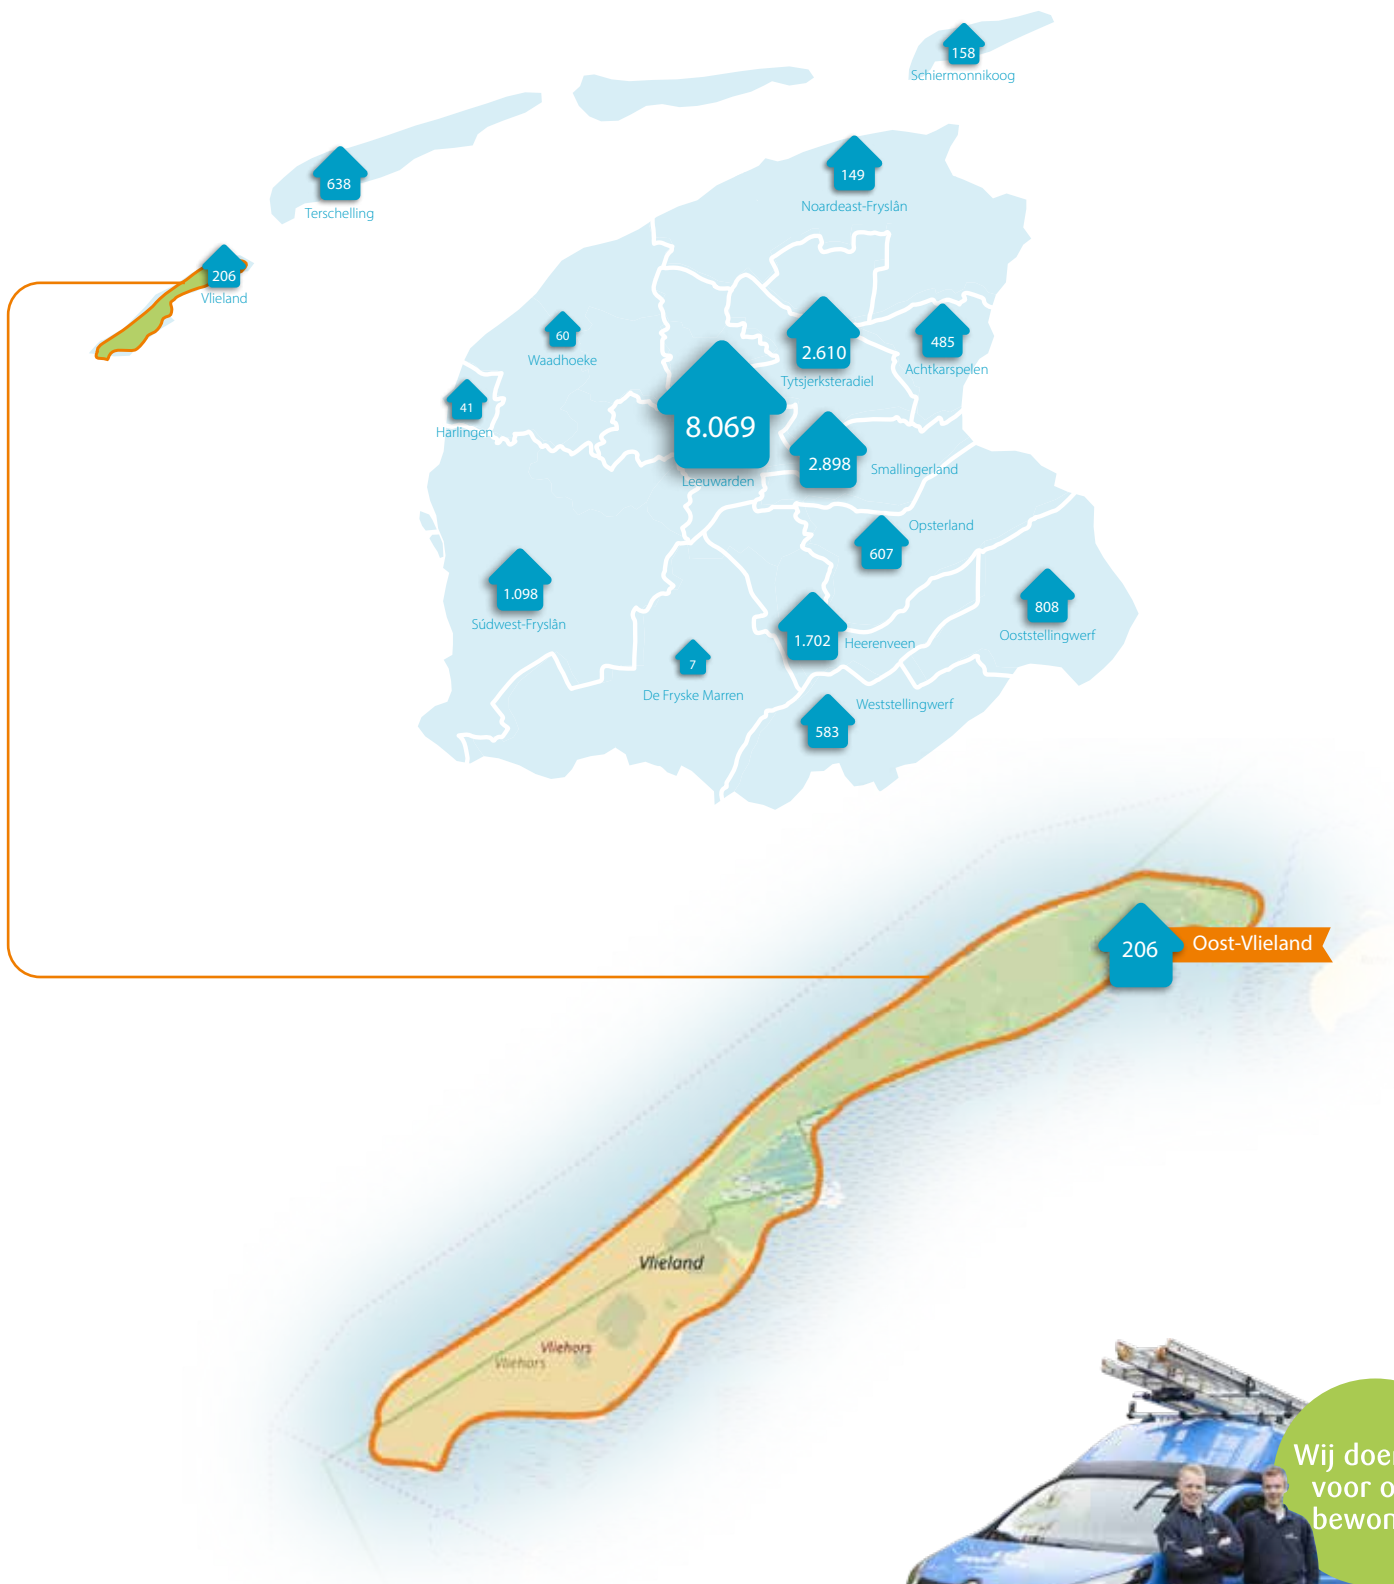 158
Schiermonnikoog
149
Noardeast-Fryslân
638
Terschelling
206
Vlieland
60
Waadhoeke
2.610
Tytsjerksteradiel
485
Achtkarspelen
41
Harlingen
8.069
Leeuwarden
2.898
Smallingerland
607
Opsterland
1.098
Súdwest-Fryslân
808
Ooststellingwerf
1.702
Heerenveen
7
De Fryske Marren
583
Weststellingwerf
206
Oost-Vlieland
Vlieland
Vliehors
Vliehors
Wij doe
voor o
bewon